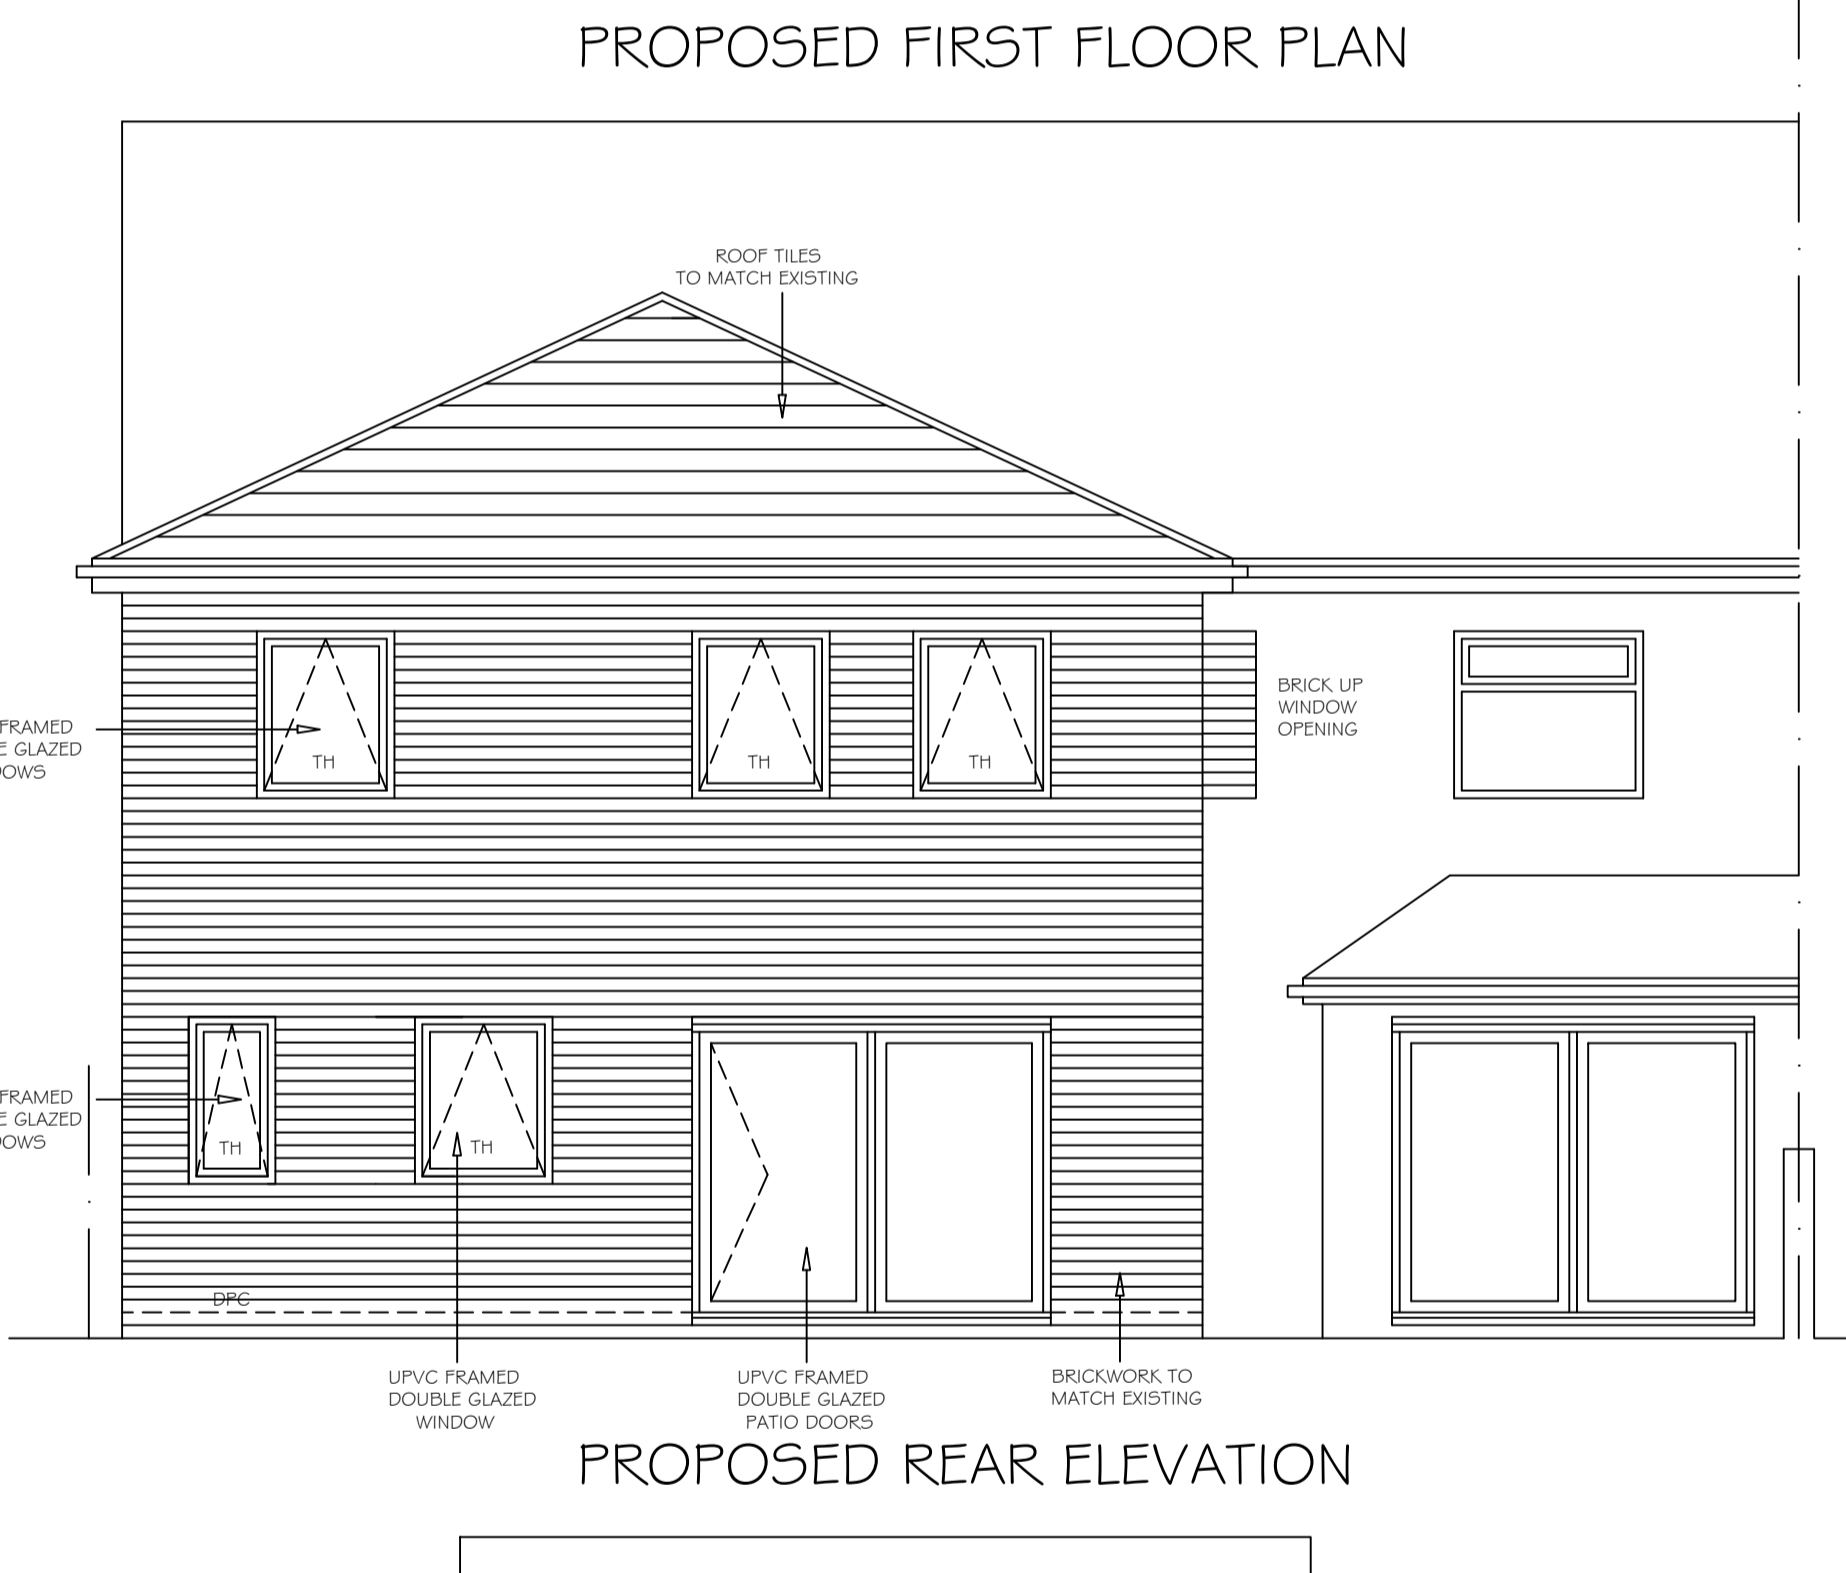 PROPOSED FIRST FLOOR PLAN
ROOF TILES
TO MATCH EXISTING
FRAMED
E GLAZED
OWS
TH
TH
TH
BRICK UP
WINDOW
OPENING
FRAMED
E GLAZED
OWS
TH
TH
DPC
UPVC FRAMED
DOUBLE GLAZED
WINDOW
UPVC FRAMED
DOUBLE GLAZED
PATIO DOORS
BRICKWORK TO
MATCH EXISTING
PROPOSED REAR ELEVATION